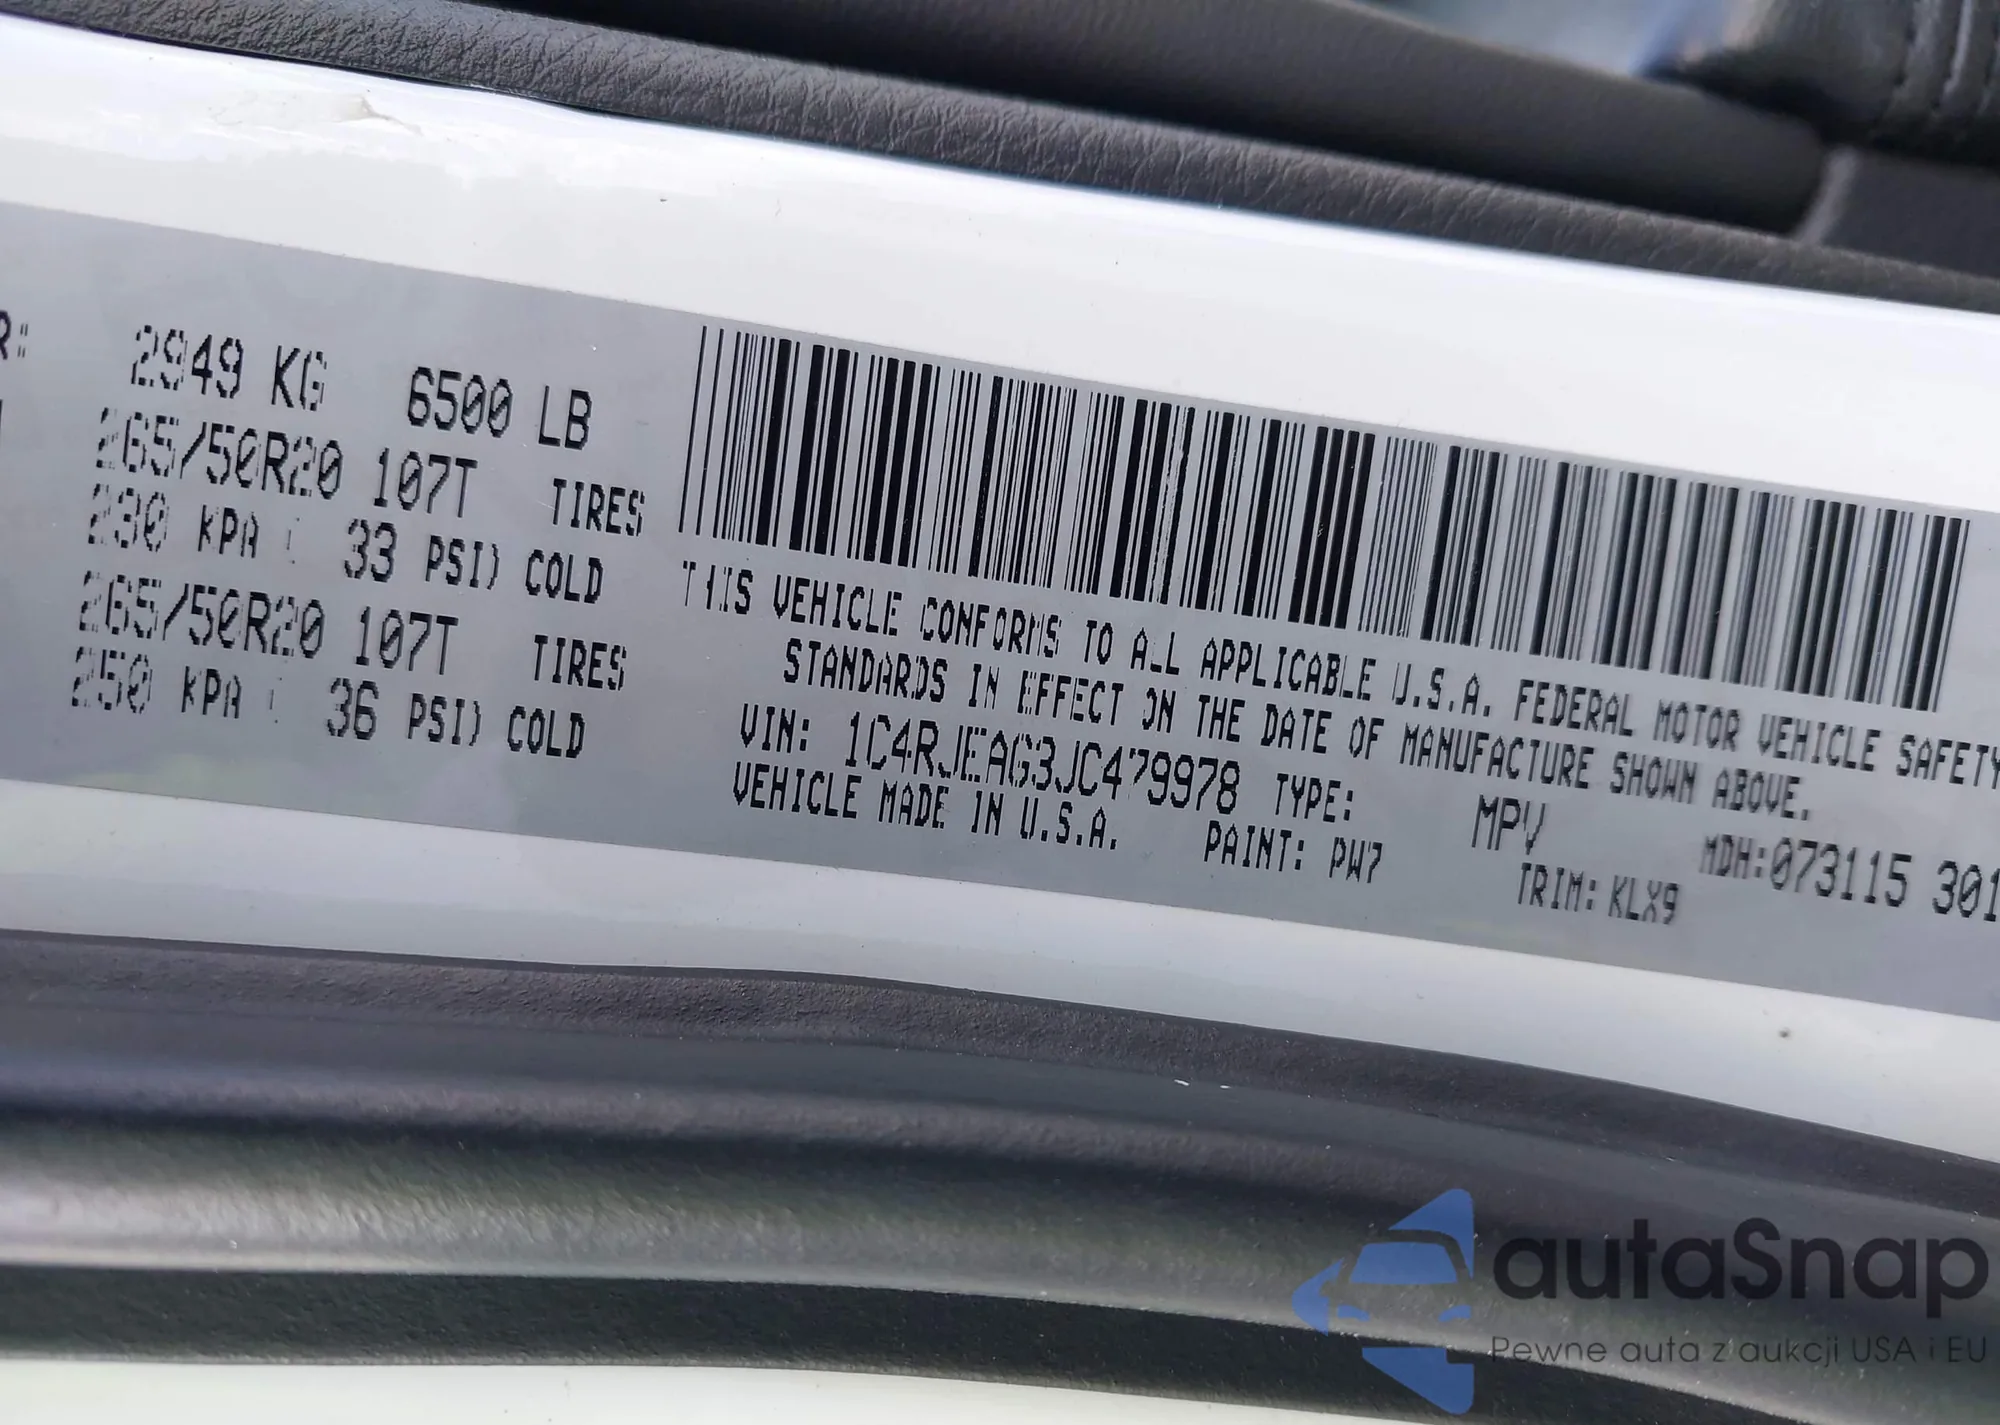 R: 2949 KG 6500 LB
265/50R20 107T TIRES
230 KPA ( 33 PSI) COLD
265/50R20 107T TIRES
250 KPA ( 36 PSI) COLD
THIS VEHICLE CONFORMS TO ALL APPLICABLE U.S.A. FEDERAL MOTOR VEHICLE SAFETY
STANDARDS IN EFFECT ON THE DATE OF MANUFACTURE SHOWN ABOVE.
VIN: 1C4RJEAG3JC479978 TYPE: MPV MDH:073115 301
VEHICLE MADE IN U.S.A. PAINT: PW7 TRIM: KLX9
autaSnap
Pewne auta z aukcji USA i EU